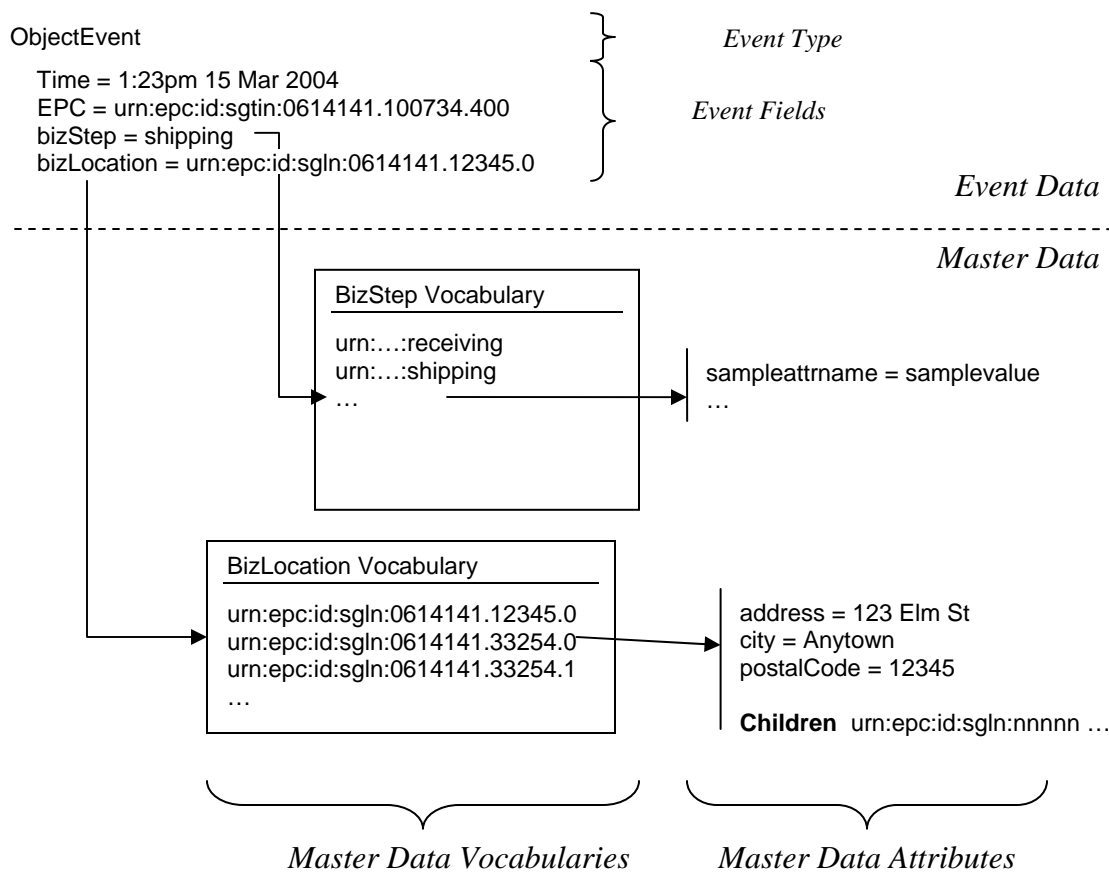 ObjectEvent
Event Type
Time = 1:23pm 15 Mar 2004
EPC = urn:epc:id:sgtin:0614141.100734.400
bizStep = shipping
bizLocation = urn:epc:id:sgln:0614141.12345.0
Event Fields
Event Data
Master Data
BizStep Vocabulary
urn:…:receiving
urn:…:shipping
…
sampleattrname = samplevalue
…
BizLocation Vocabulary
urn:epc:id:sgln:0614141.12345.0
urn:epc:id:sgln:0614141.33254.0
urn:epc:id:sgln:0614141.33254.1
…
address = 123 Elm St
city = Anytown
postalCode = 12345
Children urn:epc:id:sgln:nnnnn …
Master Data Vocabularies
Master Data Attributes